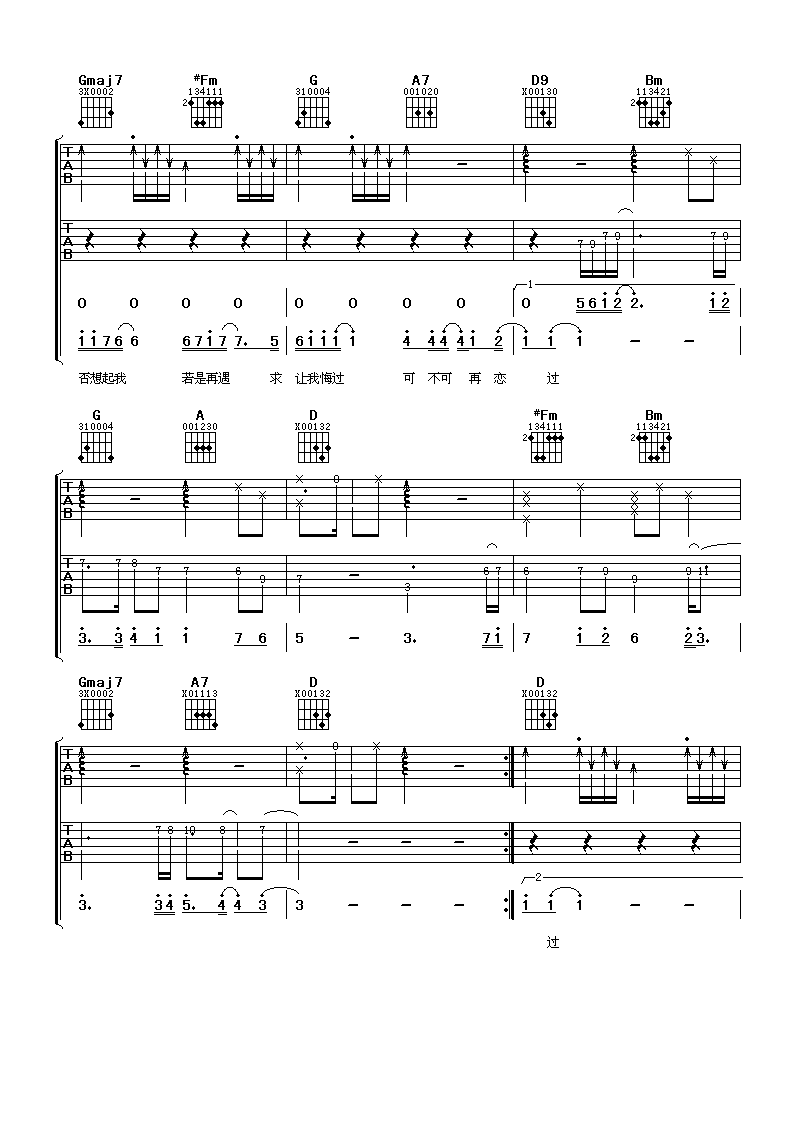 Gmaj7 #Fm G A7 D9 Bm
3X0002 134111 310004 001020 X00130 113421
2 2
T A B
T A B
7 9 7 9 7 9
1
0 0 0 0 0 0 0 0 0 5 6 1 2 2. 1 2
1 1 7 6 6 6 7 1 7 7. 5 6 1 1 1 1 4 4 4 4 1 2 1 1 1 - -
否想起我 若是再遇 求 让我悔过 可 不可 再 恋 过
G A D #Fm Bm
310004 001230 X00132 134111 113421
2 2
T A B 0
T A B
7 7 8 7 7 6 9 7 3 6 7 6 7 9 9 9 11
3. 3 4 1 1 7 6 5 - 3. 7 1 7 1 2 6 2 3.
Gmaj7 A7 D D
3X0002 X01113 X00132 X00132
T A B 0
T A B
7 8 10 8 7
2
3. 3 4 5. 4 4 3 3 - - - 1 1 1 - -
过